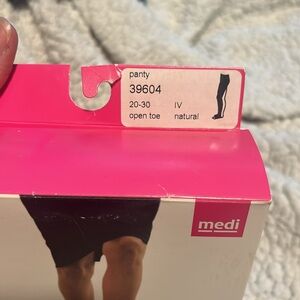 panty
39604
20-30 IV
open toe natural
medi